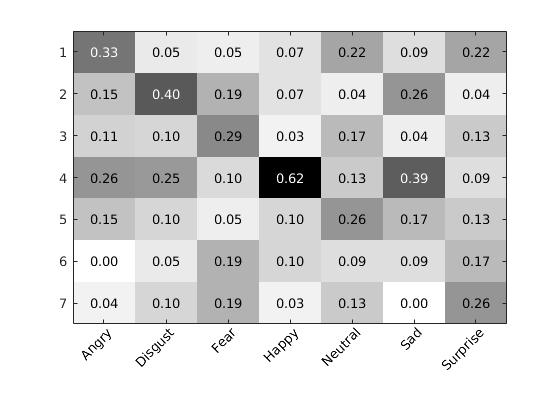 1 0.33 0.05 0.05 0.07 0.22 0.09 0.22
2 0.15 0.40 0.19 0.07 0.04 0.26 0.04
3 0.11 0.10 0.29 0.03 0.17 0.04 0.13
4 0.26 0.25 0.10 0.62 0.13 0.39 0.09
5 0.15 0.10 0.05 0.10 0.26 0.17 0.13
6 0.00 0.05 0.19 0.10 0.09 0.09 0.17
7 0.04 0.10 0.19 0.03 0.13 0.00 0.26
Angry Disgust Fear Happy Neutral Sad Surprise